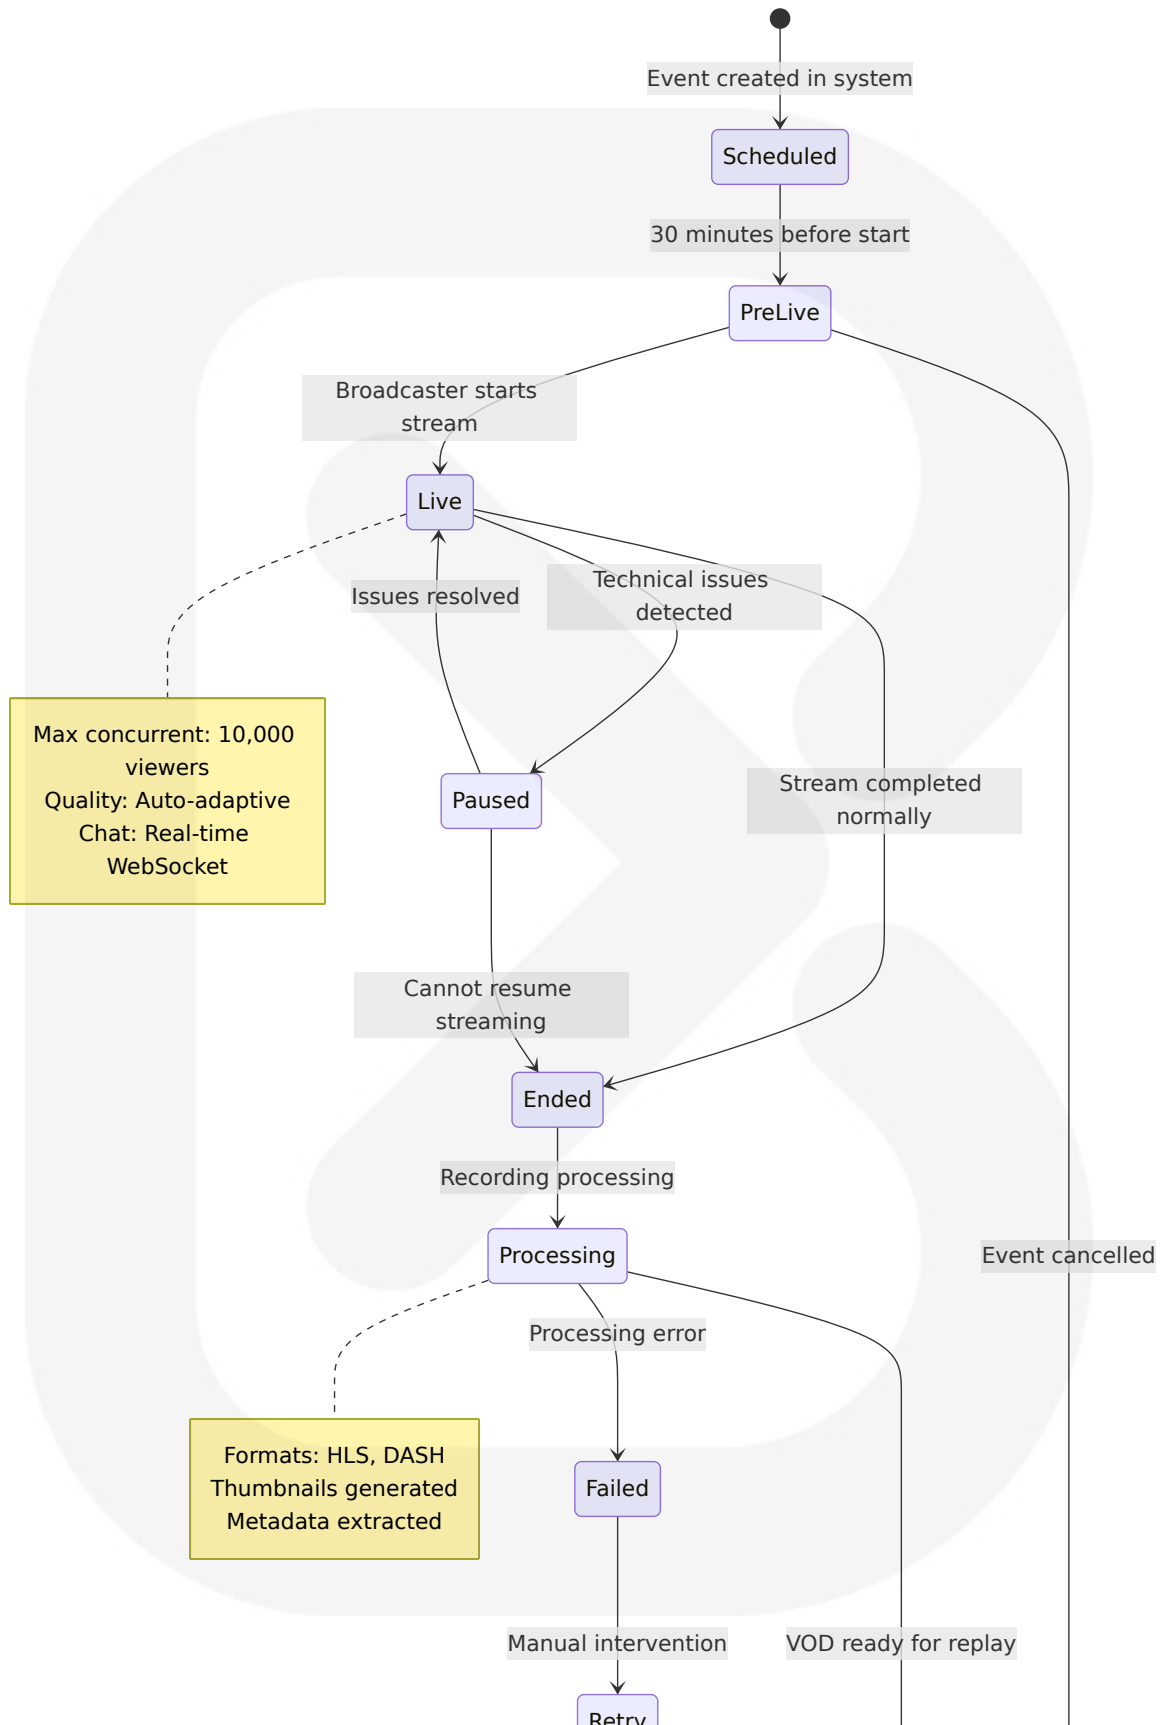 Event created in system
Scheduled
30 minutes before start
PreLive
Broadcaster starts
stream
Live
Issues resolved
Technical issues
detected
Max concurrent: 10,000
viewers
Quality: Auto-adaptive
Chat: Real-time
WebSocket
Paused
Stream completed
normally
Cannot resume
streaming
Ended
Recording processing
Processing
Event cancelled
Processing error
Formats: HLS, DASH
Thumbnails generated
Metadata extracted
Failed
Manual intervention
VOD ready for replay
Retry